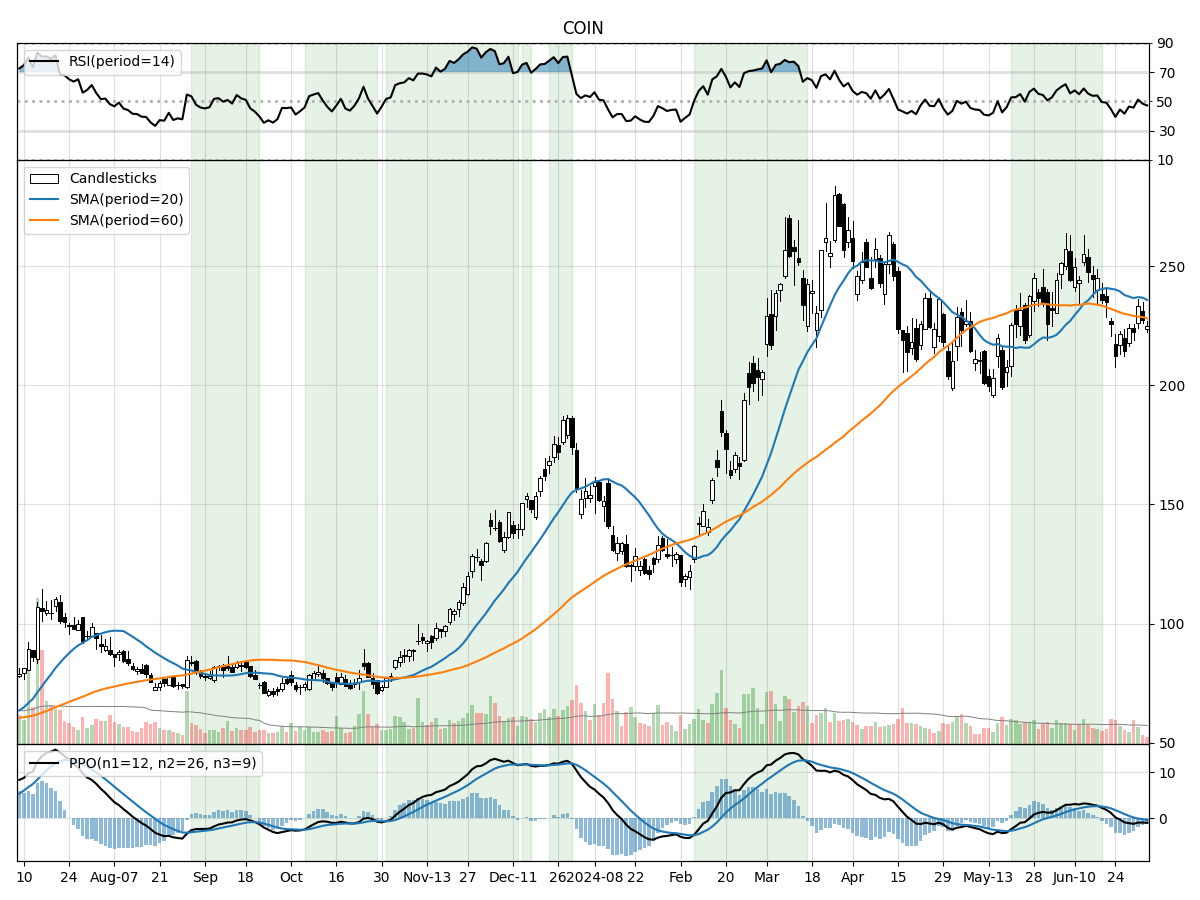 COIN
RSI(period=14)
90
70
50
30
10
Candlesticks
SMA(period=20)
SMA(period=60)
250
200
150
100
50
PPO(n1=12, n2=26, n3=9)
10
0
10 24 Aug-07 21 Sep 18 Oct 16 30 Nov-13 27 Dec-11 26 2024-08 22 Feb 20 Mar 18 Apr 15 29 May-13 28 Jun-10 24